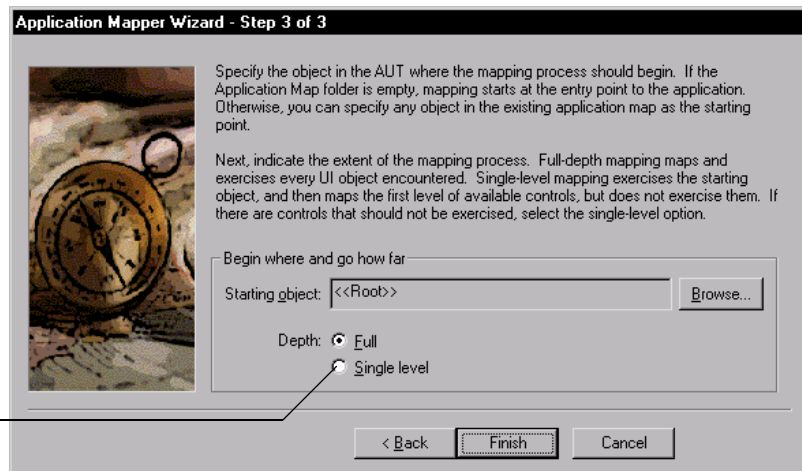 Application Mapper Wizard - Step 3 of 3
Specify the object in the AUT where the mapping process should begin. If the
Application Map folder is empty, mapping starts at the entry point to the application.
Otherwise, you can specify any object in the existing application map as the starting
point.
Next, indicate the extent of the mapping process. Full-depth mapping maps and
exercises every UI object encountered. Single-level mapping exercises the starting
object, and then maps the first level of available controls, but does not exercise them. If
there are controls that should not be exercised, select the single-level option.
Begin where and go how far
Starting object: <<Root>> Browse...
Depth: Full
Single level
< Back Finish Cancel